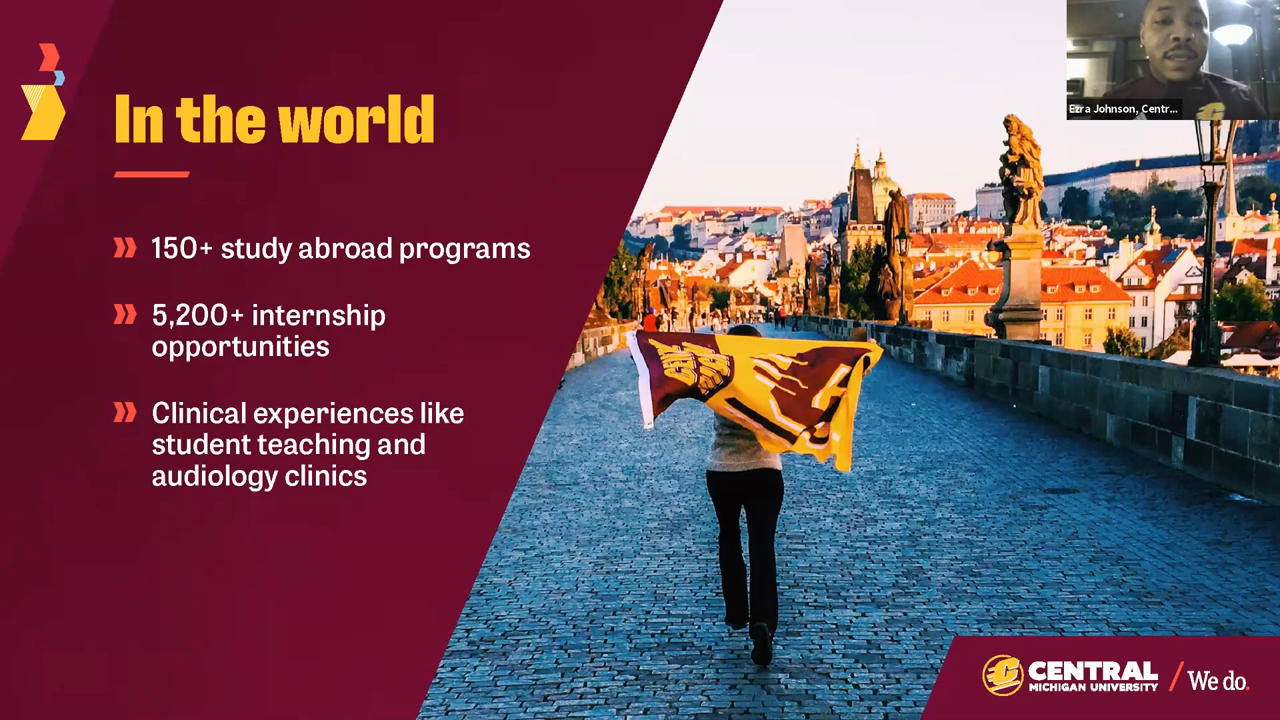 In the world
150+ study abroad programs
5,200+ internship
opportunities
Clinical experiences like
student teaching and
audiology clinics
Ezra Johnson, Centr...
CENTRAL
MICHIGAN UNIVERSITY
We do.